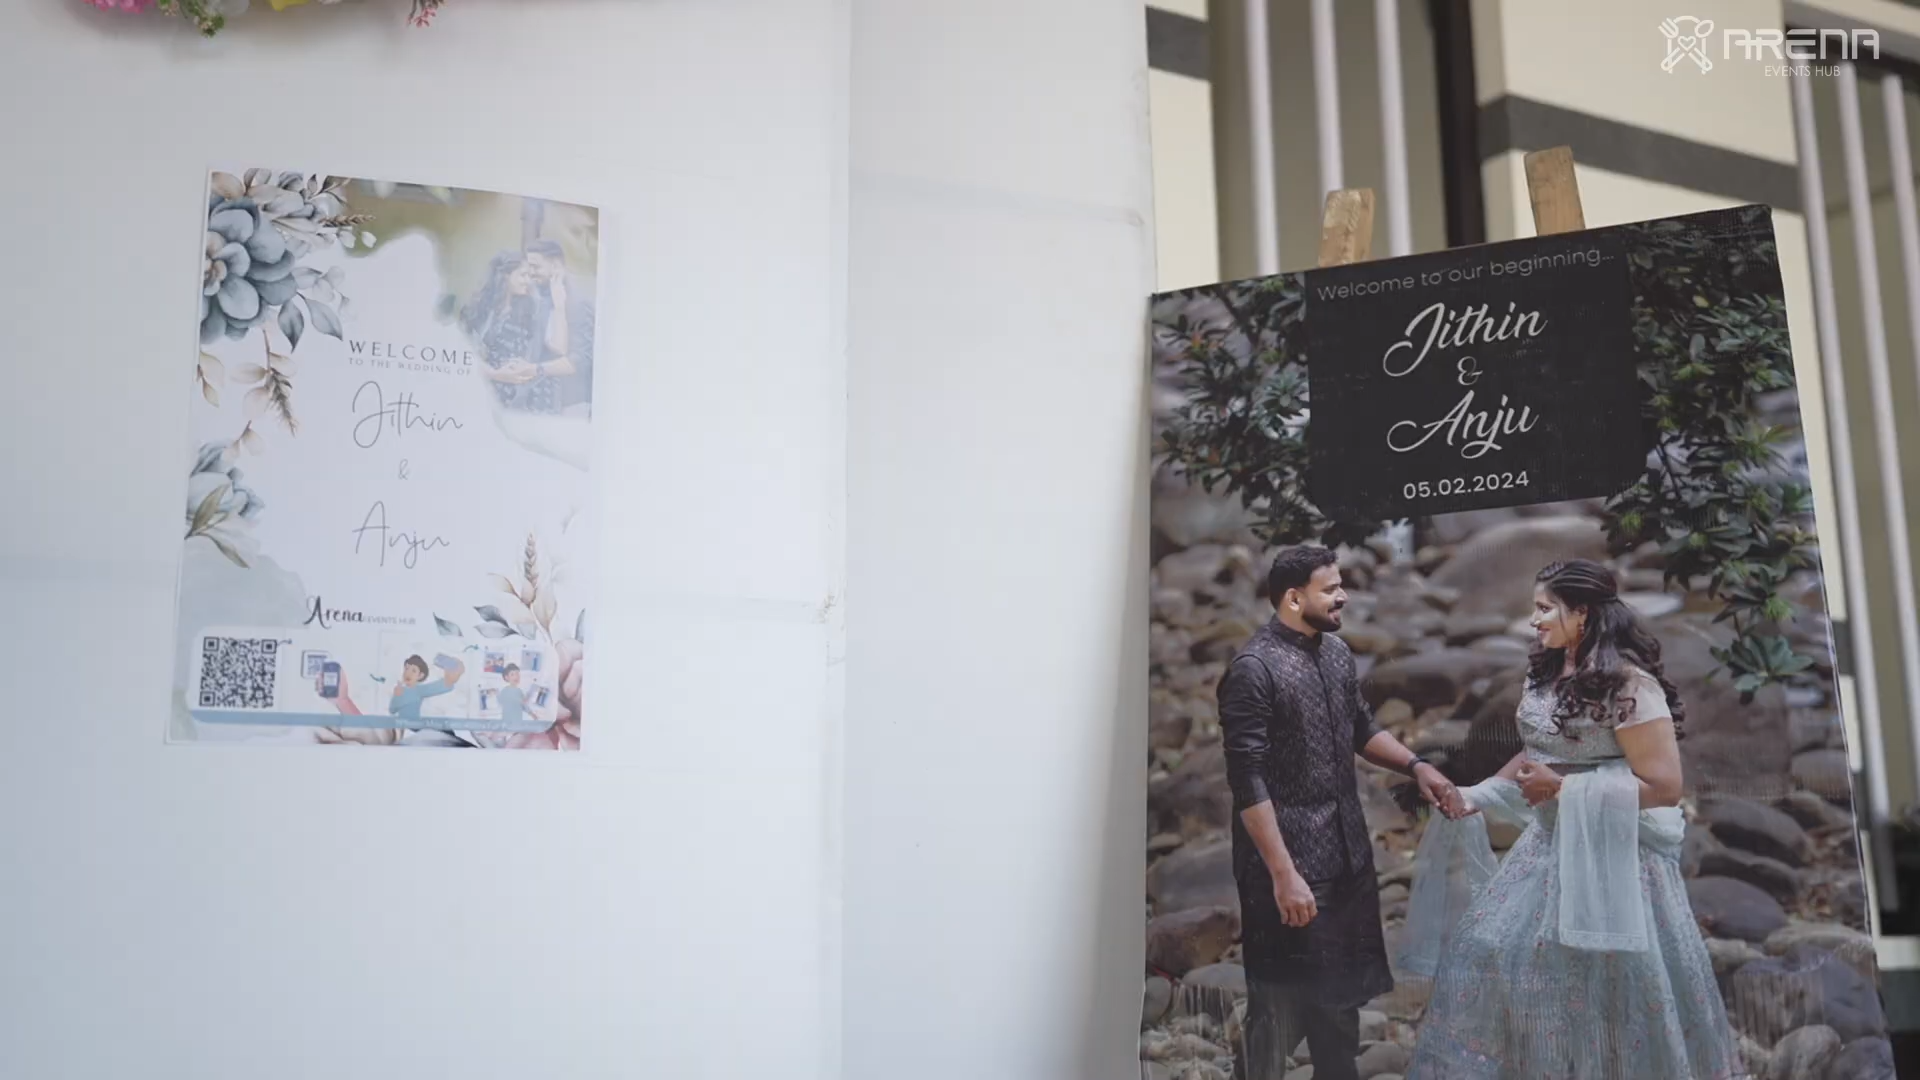 WELCOME
TO THE WEDDING OF
Jithin
&
Anju
Arena EVENTS HUB
Welcome to our beginning...
Jithin
&
Anju
05.02.2024
ARENA
EVENTS HUB